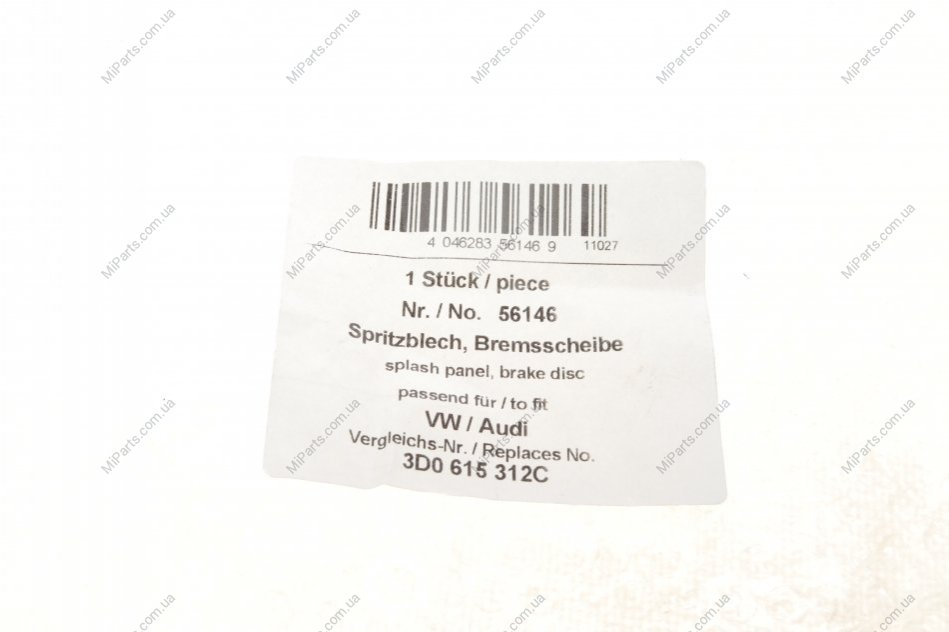 4 046283 56146 9 11027
1 Stück / piece
Nr. / No. 56146
Spritzblech, Bremsscheibe
splash panel, brake disc
passend für / to fit
VW / Audi
Vergleichs-Nr. / Replaces No.
3D0 615 312C
MiParts.com.ua